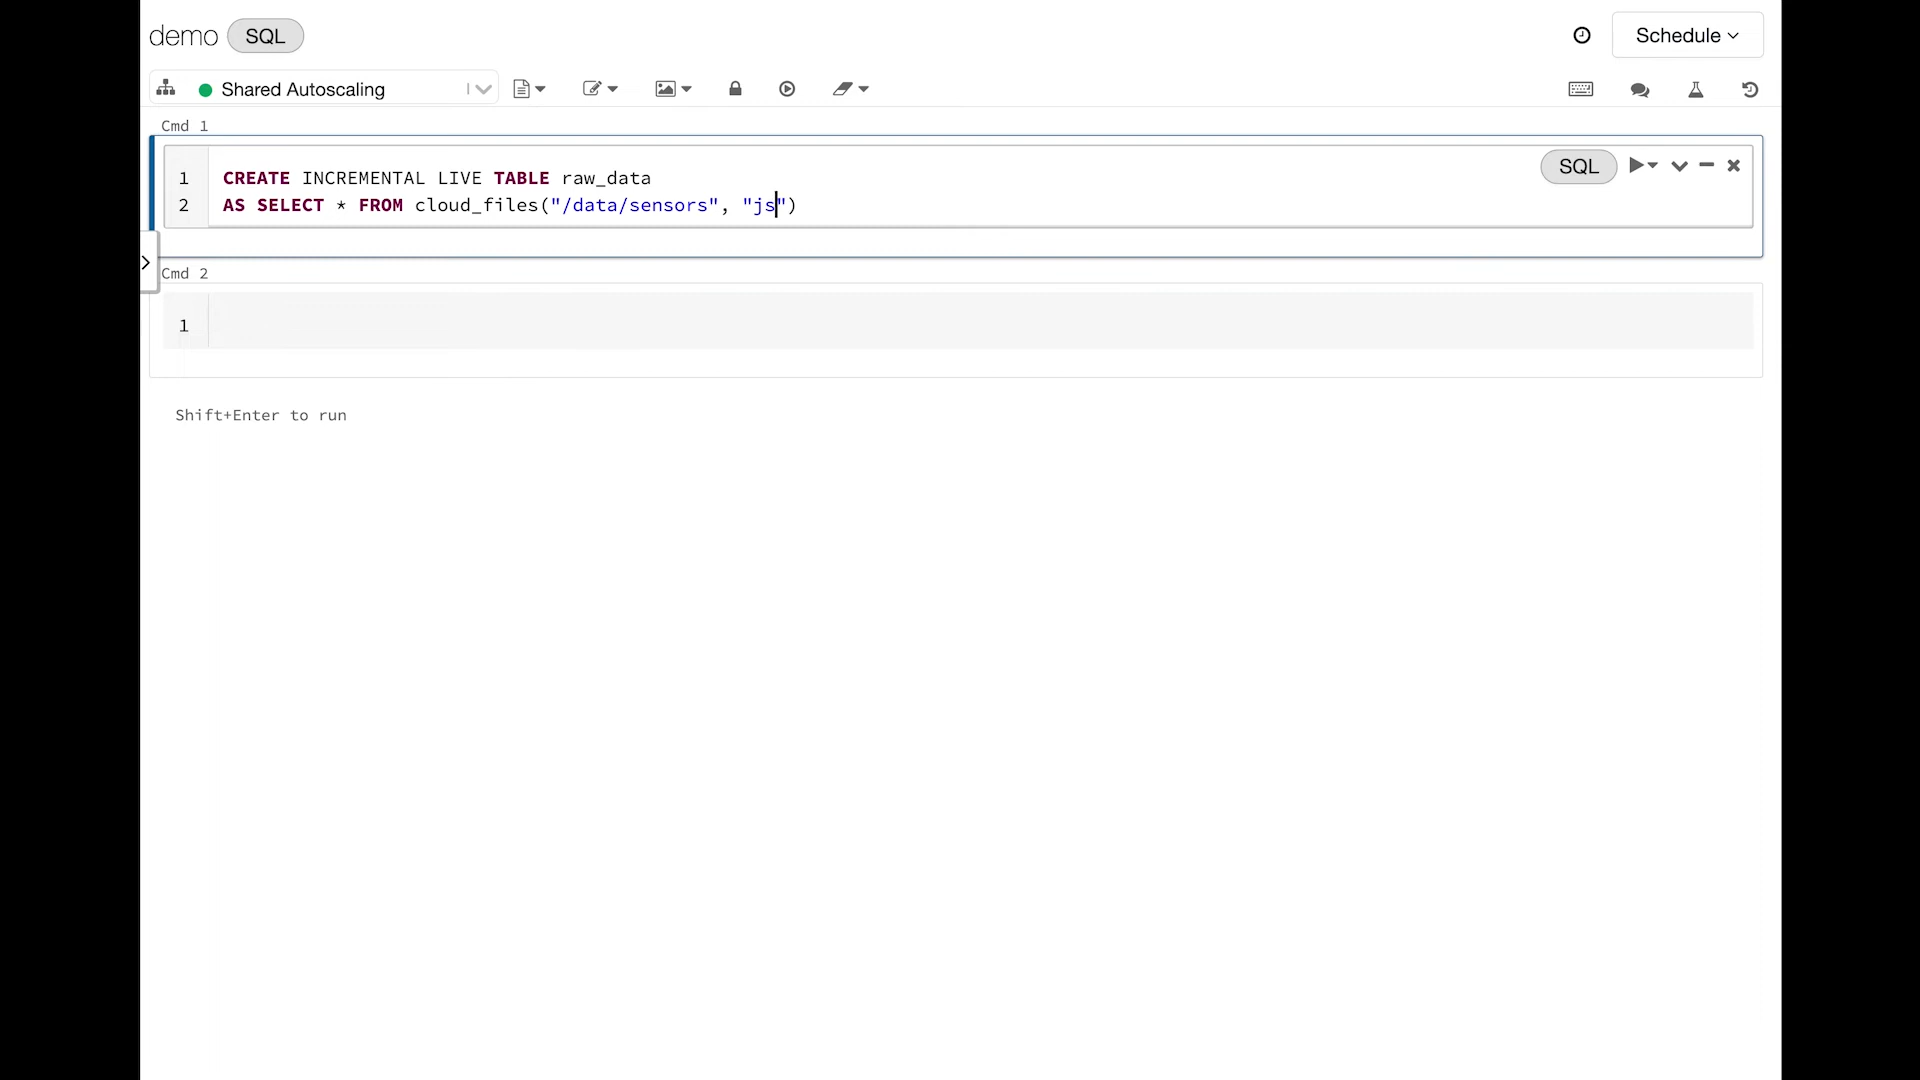 demo SQL
Schedule
Shared Autoscaling
Cmd 1
1 CREATE INCREMENTAL LIVE TABLE raw_data
2 AS SELECT * FROM cloud_files("/data/sensors", "js")
SQL
Cmd 2
1
Shift+Enter to run